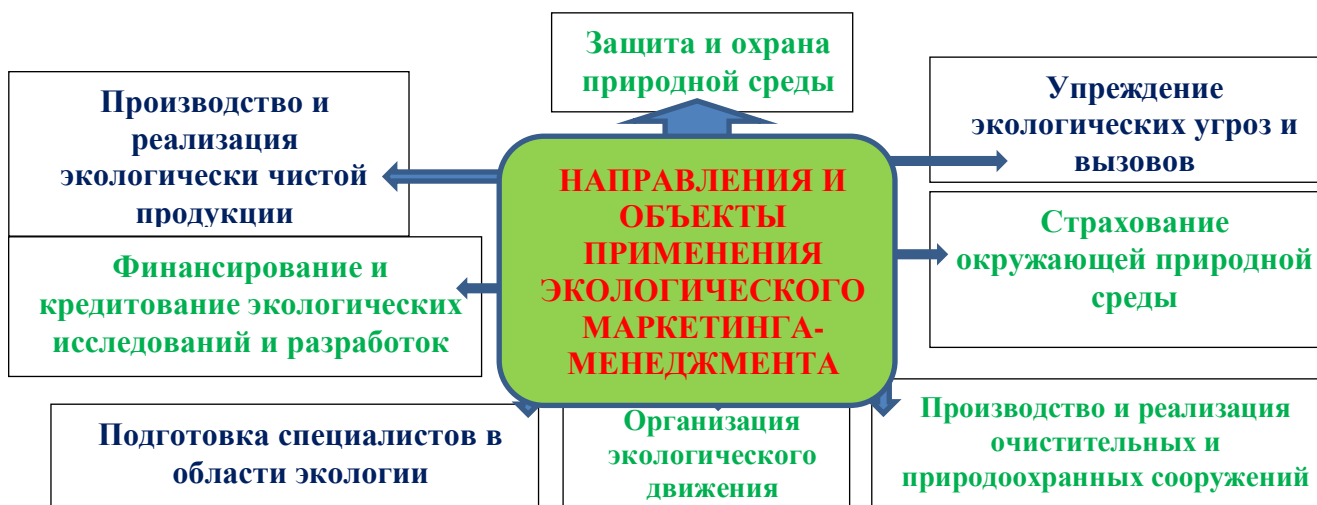 Защита и охрана
природной среды
Производство и
реализация
экологически чистой
продукции
Упреждение
экологических угроз и
вызовов
НАПРАВЛЕНИЯ И
ОБЪЕКТЫ
ПРИМЕНЕНИЯ
ЭКОЛОГИЧЕСКОГО
МАРКЕТИНГА-
МЕНЕДЖМЕНТА
Финансирование и
кредитование экологических
исследований и разработок
Страхование
окружающей природной
среды
Подготовка специалистов в
области экологии
Организация
экологического
движения
Производство и реализация
очистительных и
природоохранных сооружений